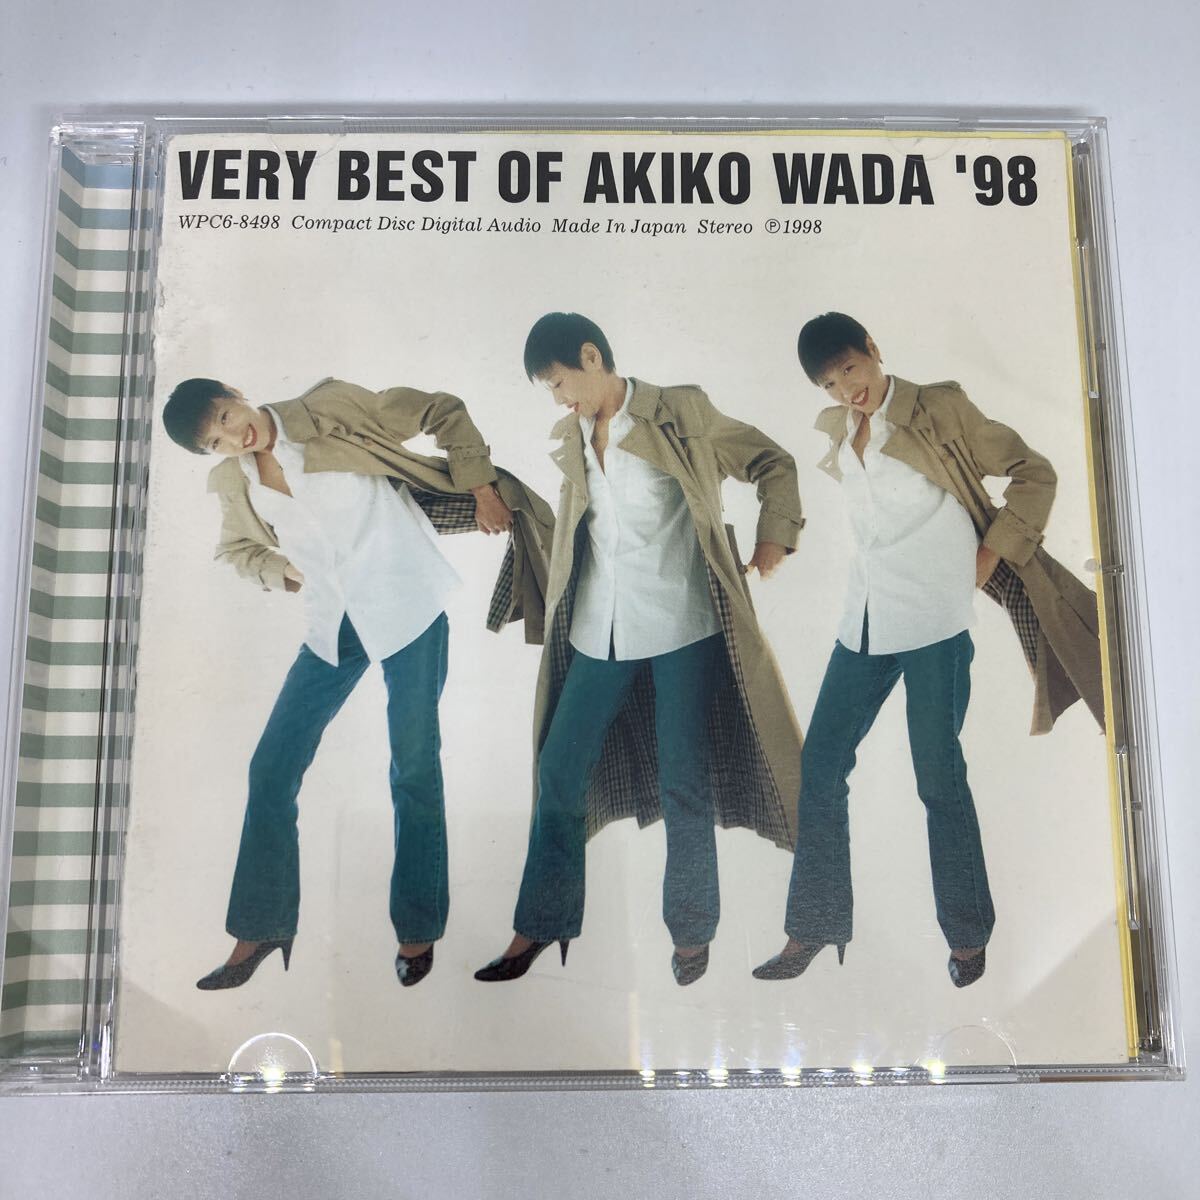 VERY BEST OF AKIKO WADA '98
WPC6-8498 Compact Disc Digital Audio Made In Japan Stereo ℗1998